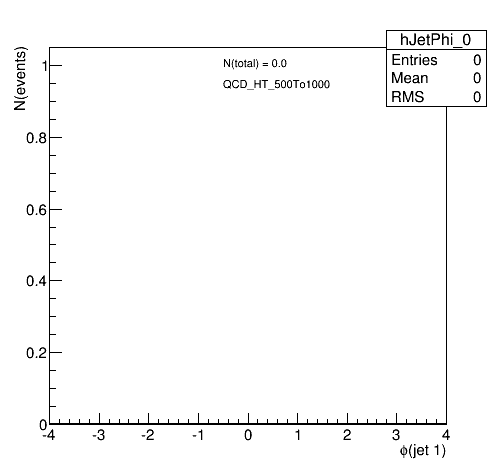 hJetPhi_0
Entries 0
Mean 0
RMS 0
N(total) = 0.0
QCD_HT_500To1000
N(events)
1
0.8
0.6
0.4
0.2
0
-4 -3 -2 -1 0 1 2 3 4
ϕ(jet 1)